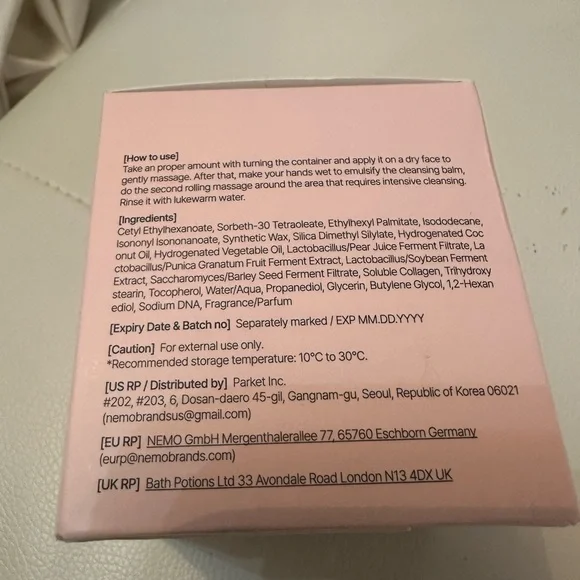 [How to use]
Take an proper amount with turning the container and apply it on a dry face to
gently massage. After that, make your hands wet to emulsify the cleansing balm,
do the second rolling massage around the area that requires intensive cleansing.
Rinse it with lukewarm water.
[Ingredients]
Cetyl Ethylhexanoate, Sorbeth-30 Tetraoleate, Ethylhexyl Palmitate, Isododecane,
Isononyl Isononanoate, Synthetic Wax, Silica Dimethyl Silylate, Hydrogenated Coc
onut Oil, Hydrogenated Vegetable Oil, Lactobacillus/Pear Juice Ferment Filtrate, La
ctobacillus/Punica Granatum Fruit Ferment Extract, Lactobacillus/Soybean Ferment
Extract, Saccharomyces/Barley Seed Ferment Filtrate, Soluble Collagen, Trihydroxy
stearin, Tocopherol, Water/Aqua, Propanediol, Glycerin, Butylene Glycol, 1,2-Hexan
ediol, Sodium DNA, Fragrance/Parfum
[Expiry Date & Batch no] Separately marked / EXP MM.DD.YYYY
[Caution] For external use only.
*Recommended storage temperature: 10°C to 30°C.
[US RP / Distributed by] Parket Inc.
#202, #203, 6, Dosan-daero 45-gil, Gangnam-gu, Seoul, Republic of Korea 06021
(nemobrandsus@gmail.com)
[EU RP] NEMO GmbH Mergenthalerallee 77, 65760 Eschborn Germany
(eurp@nemobrands.com)
[UK RP] Bath Potions Ltd 33 Avondale Road London N13 4DX UK